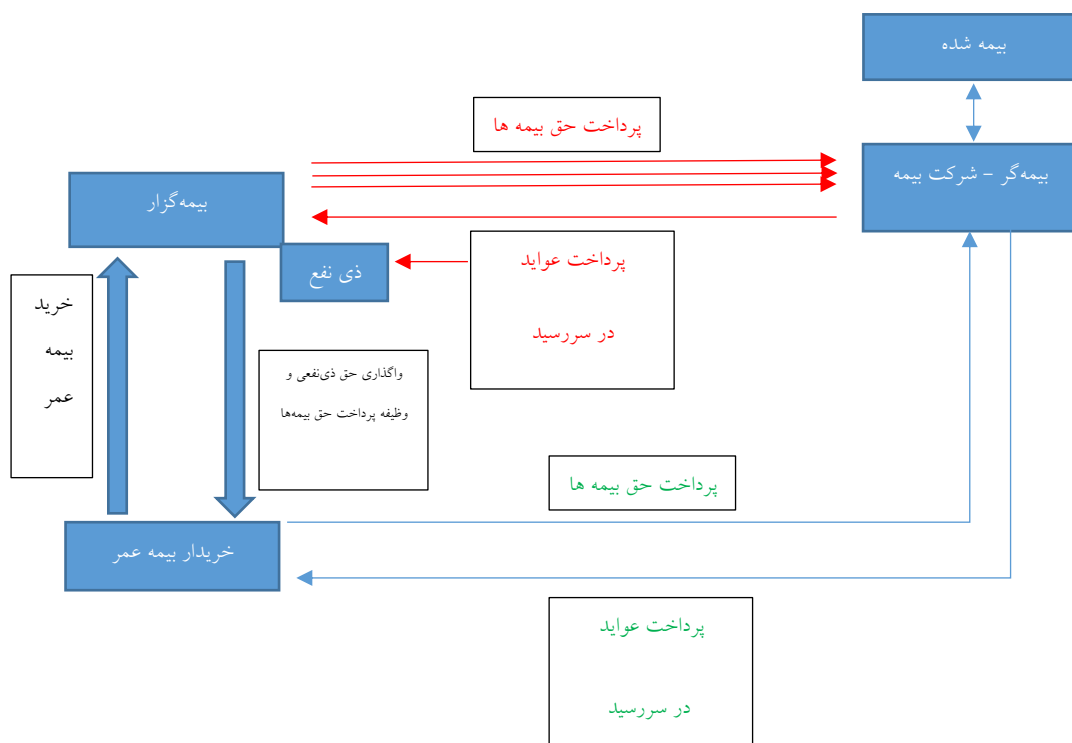 بیمه شده
پرداخت حق بیمه ها
بیمه‌گر – شرکت بیمه
بیمه‌گزار
ذی نفع
پرداخت عواید
در سررسید
خرید
بیمه
عمر
واگذاری حق ذی‌نفعی و
وظیفه پرداخت حق بیمه‌ها
پرداخت حق بیمه ها
خریدار بیمه عمر
پرداخت عواید
در سررسید